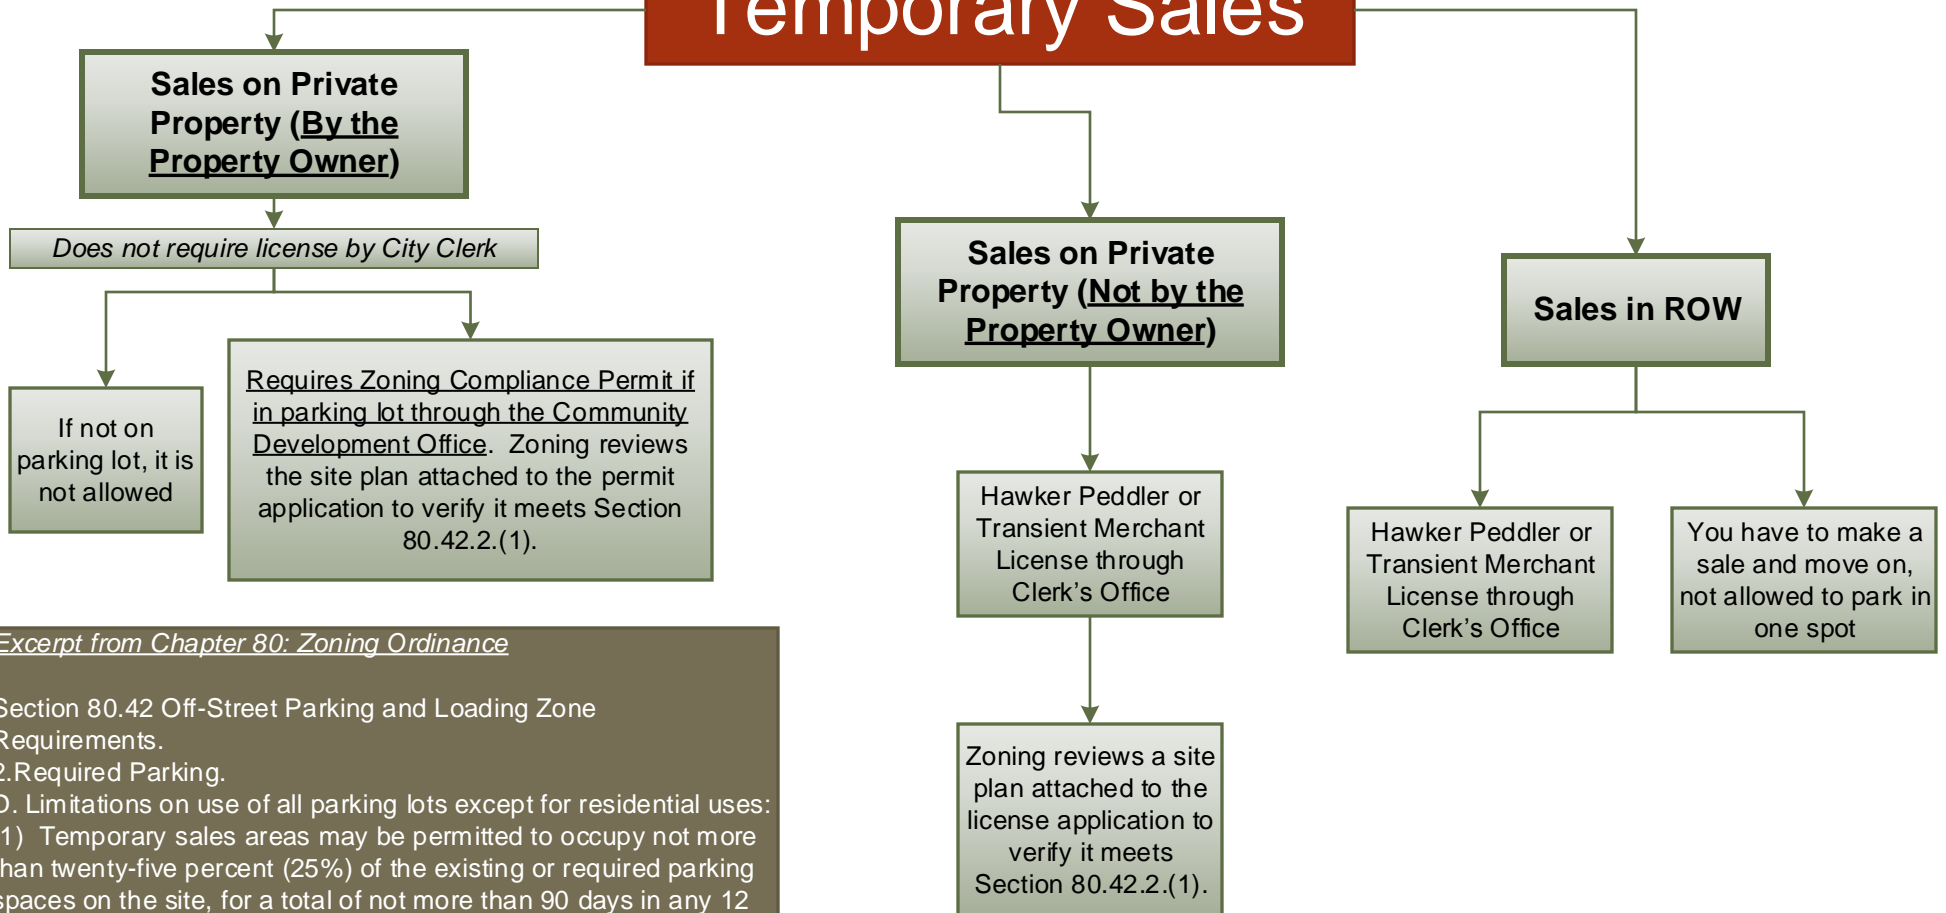 Temporary Sales
Sales on Private
Property (By the
Property Owner)
Does not require license by City Clerk
If not on
parking lot, it is
not allowed
Requires Zoning Compliance Permit if
in parking lot through the Community
Development Office.  Zoning reviews
the site plan attached to the permit
application to verify it meets Section
80.42.2.(1).
Sales on Private
Property (Not by the
Property Owner)
Hawker Peddler or
Transient Merchant
License through
Clerk’s Office
Zoning reviews a site
plan attached to the
license application to
verify it meets
Section 80.42.2.(1).
Sales in ROW
Hawker Peddler or
Transient Merchant
License through
Clerk’s Office
You have to make a
sale and move on,
not allowed to park in
one spot
Excerpt from Chapter 80: Zoning Ordinance
Section 80.42 Off-Street Parking and Loading Zone
Requirements.
2.Required Parking.
D. Limitations on use of all parking lots except for residential uses:
(1)  Temporary sales areas may be permitted to occupy not more
than twenty-five percent (25%) of the existing or required parking
spaces on the site, for a total of not more than 90 days in any 12